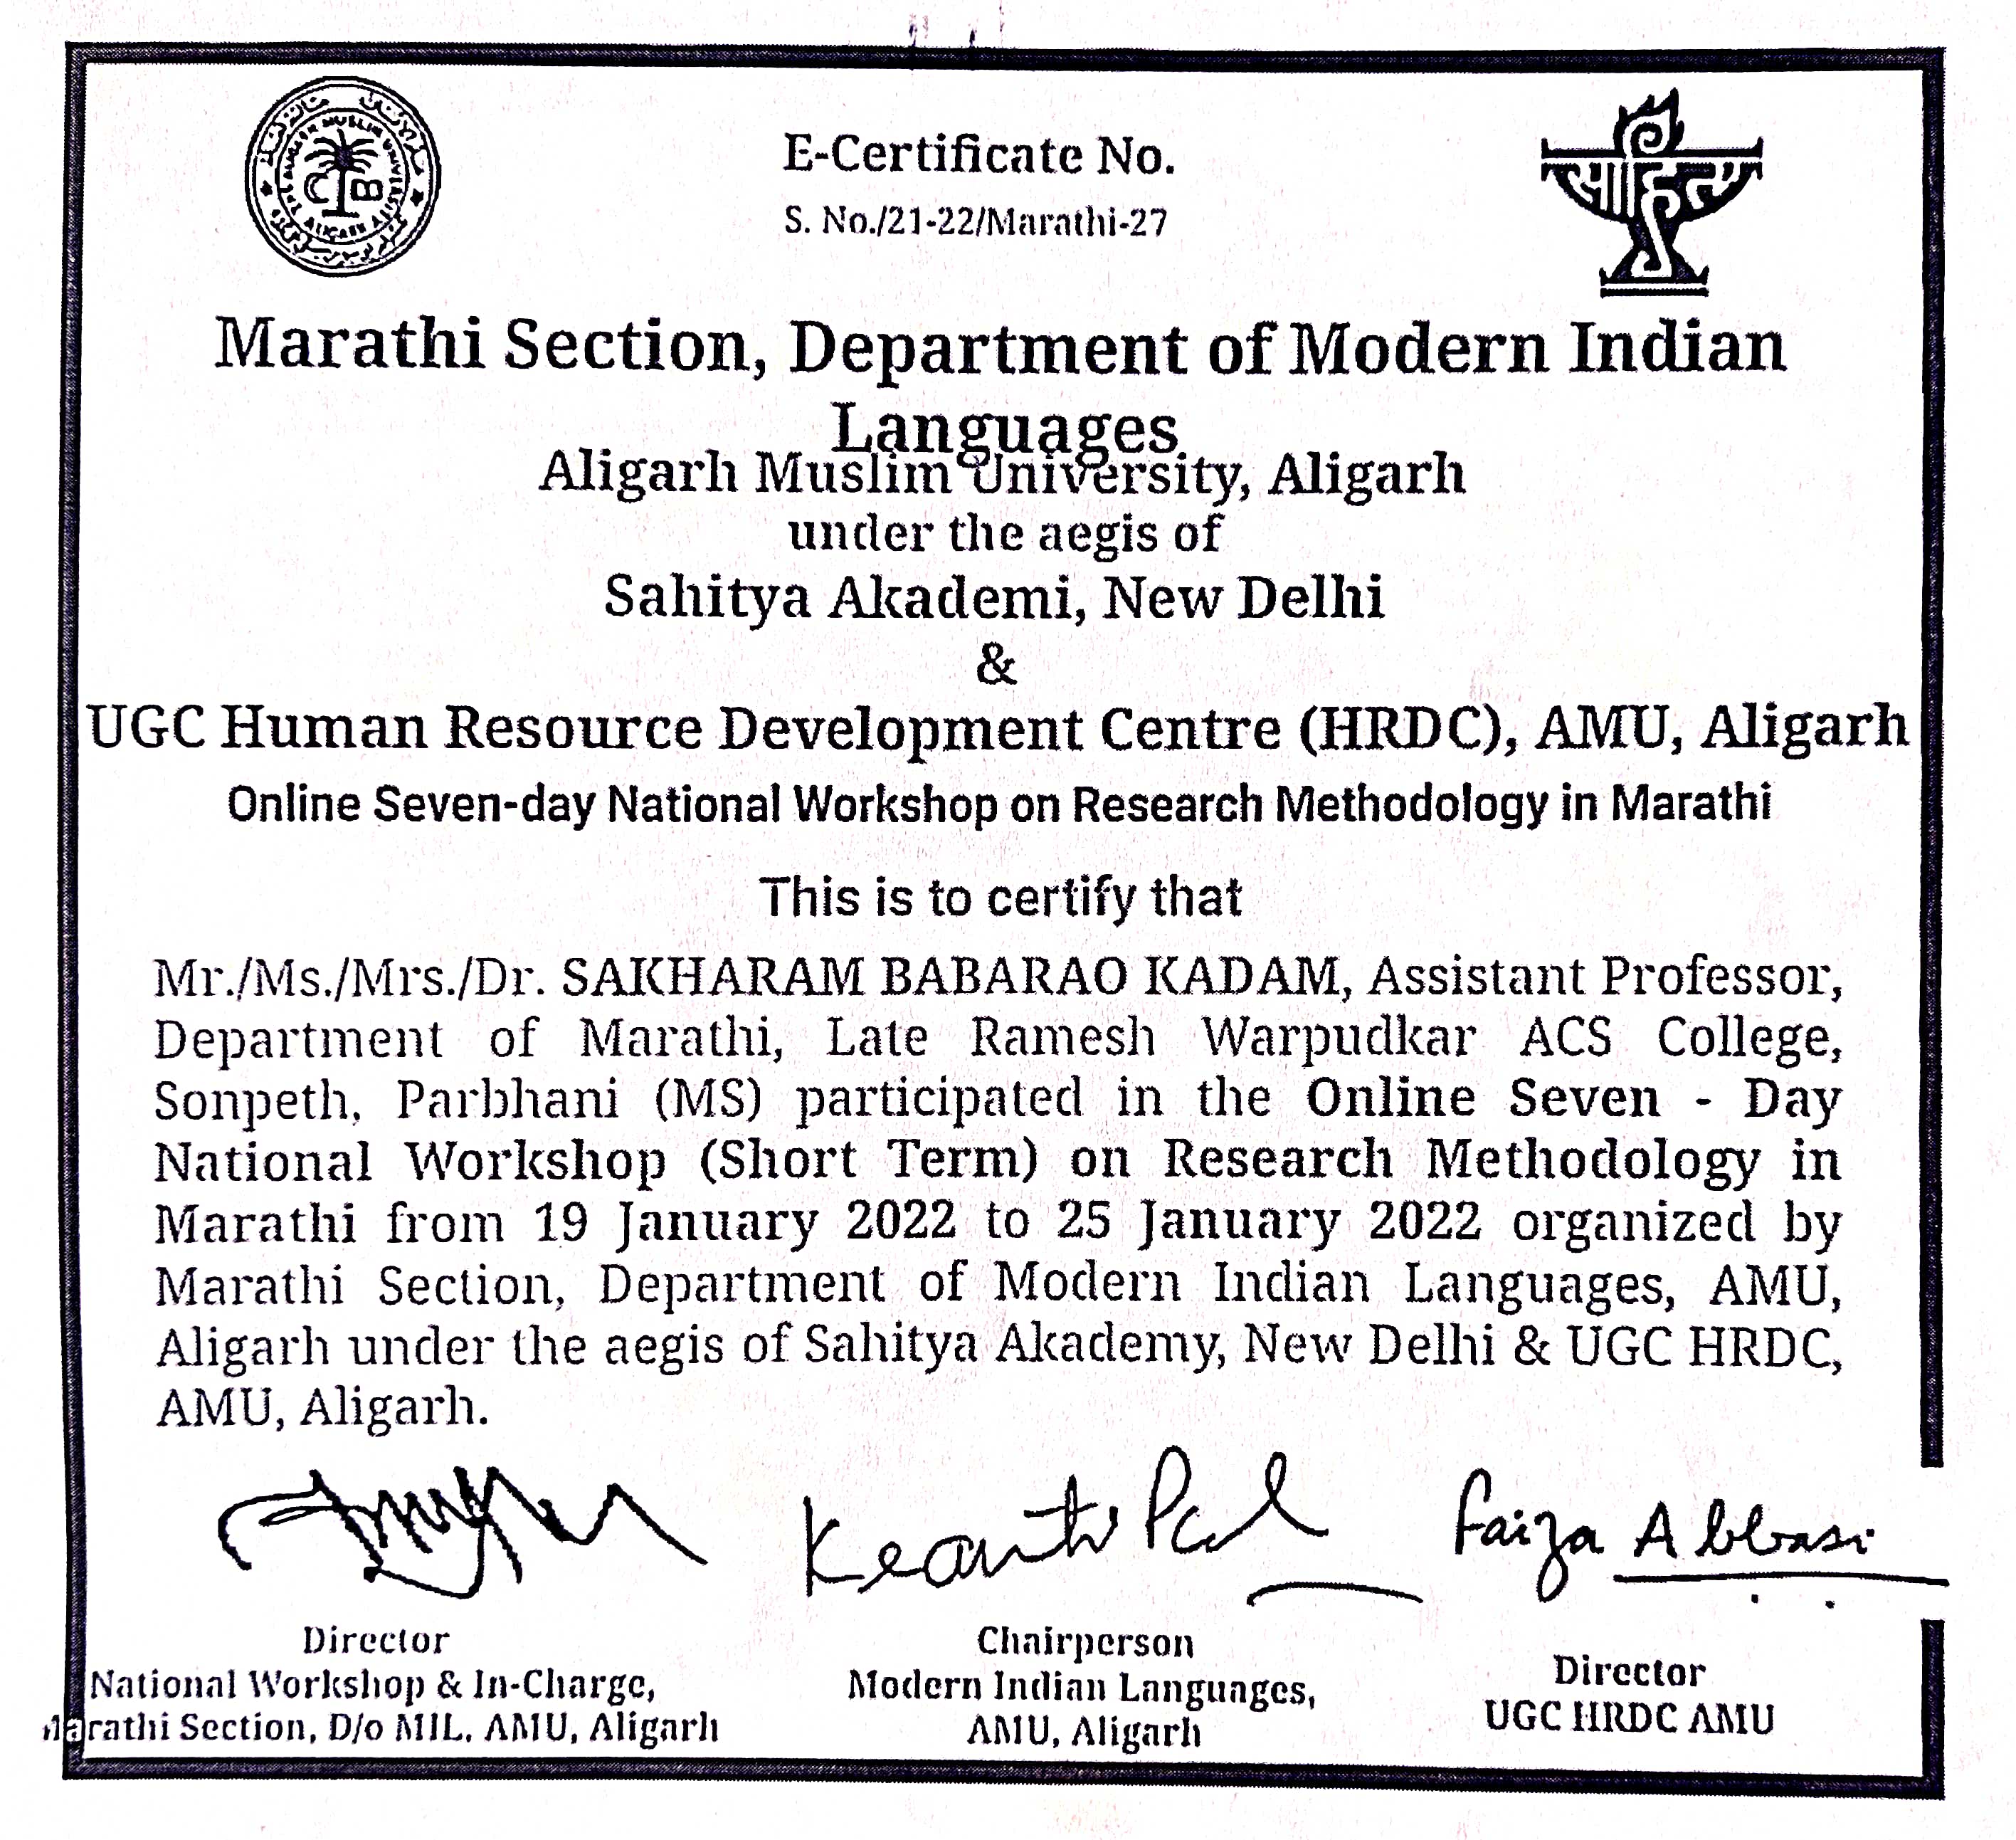 E-Certificate No.
S. No./21-22/Marathi-27
THE ALIGARH MUSLIM UNIVERSITY
साहित्य
Marathi Section, Department of Modern Indian
Languages
Aligarh Muslim University, Aligarh
under the aegis of
Sahitya Akademi, New Delhi
&
UGC Human Resource Development Centre (HRDC), AMU, Aligarh
Online Seven-day National Workshop on Research Methodology in Marathi
This is to certify that
Mr./Ms./Mrs./Dr. SAKHARAM BABARAO KADAM, Assistant Professor,
Department of Marathi, Late Ramesh Warpudkar ACS College,
Sonpeth, Parbhani (MS) participated in the Online Seven - Day
National Workshop (Short Term) on Research Methodology in
Marathi from 19 January 2022 to 25 January 2022 organized by
Marathi Section, Department of Modern Indian Languages, AMU,
Aligarh under the aegis of Sahitya Akademy, New Delhi & UGC HRDC,
AMU, Aligarh.
Faiza Abbasi
Director
National Workshop & In-Charge,
Marathi Section, D/o MIL. AMU, Aligarh
Chairperson
Modern Indian Languages,
AMU, Aligarh
Director
UGC HRDC AMU